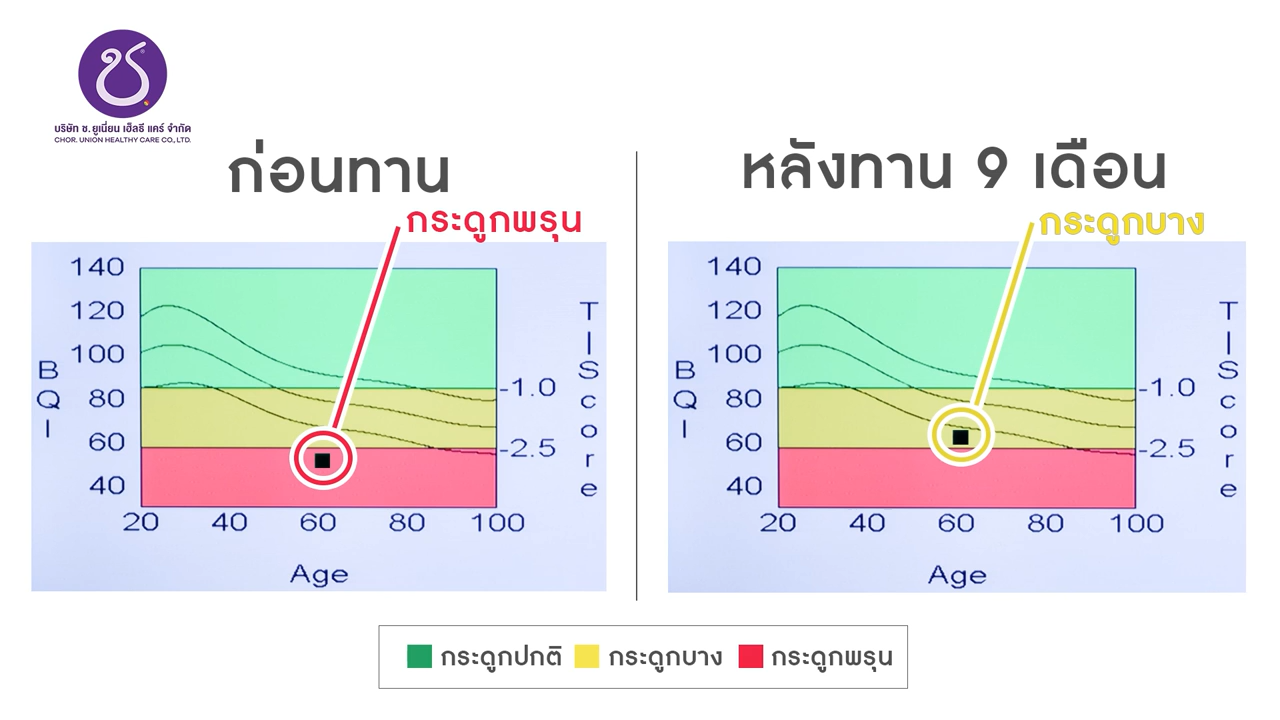 ช
บริษัท ช.ยูเนี่ยน เฮ็ลธี แคร์ จำกัด
CHOR. UNION HEALTHY CARE CO., LTD.
ก่อนทาน
กระดูกพรุน
140
120
100
80
60
40
BQI
-1.0
-2.5
T|Score
20 40 60 80 100
Age
หลังทาน 9 เดือน
กระดูกบาง
140
120
100
80
60
40
BQI
-1.0
-2.5
T|Score
20 40 60 80 100
Age
กระดูกปกติ กระดูกบาง กระดูกพรุน